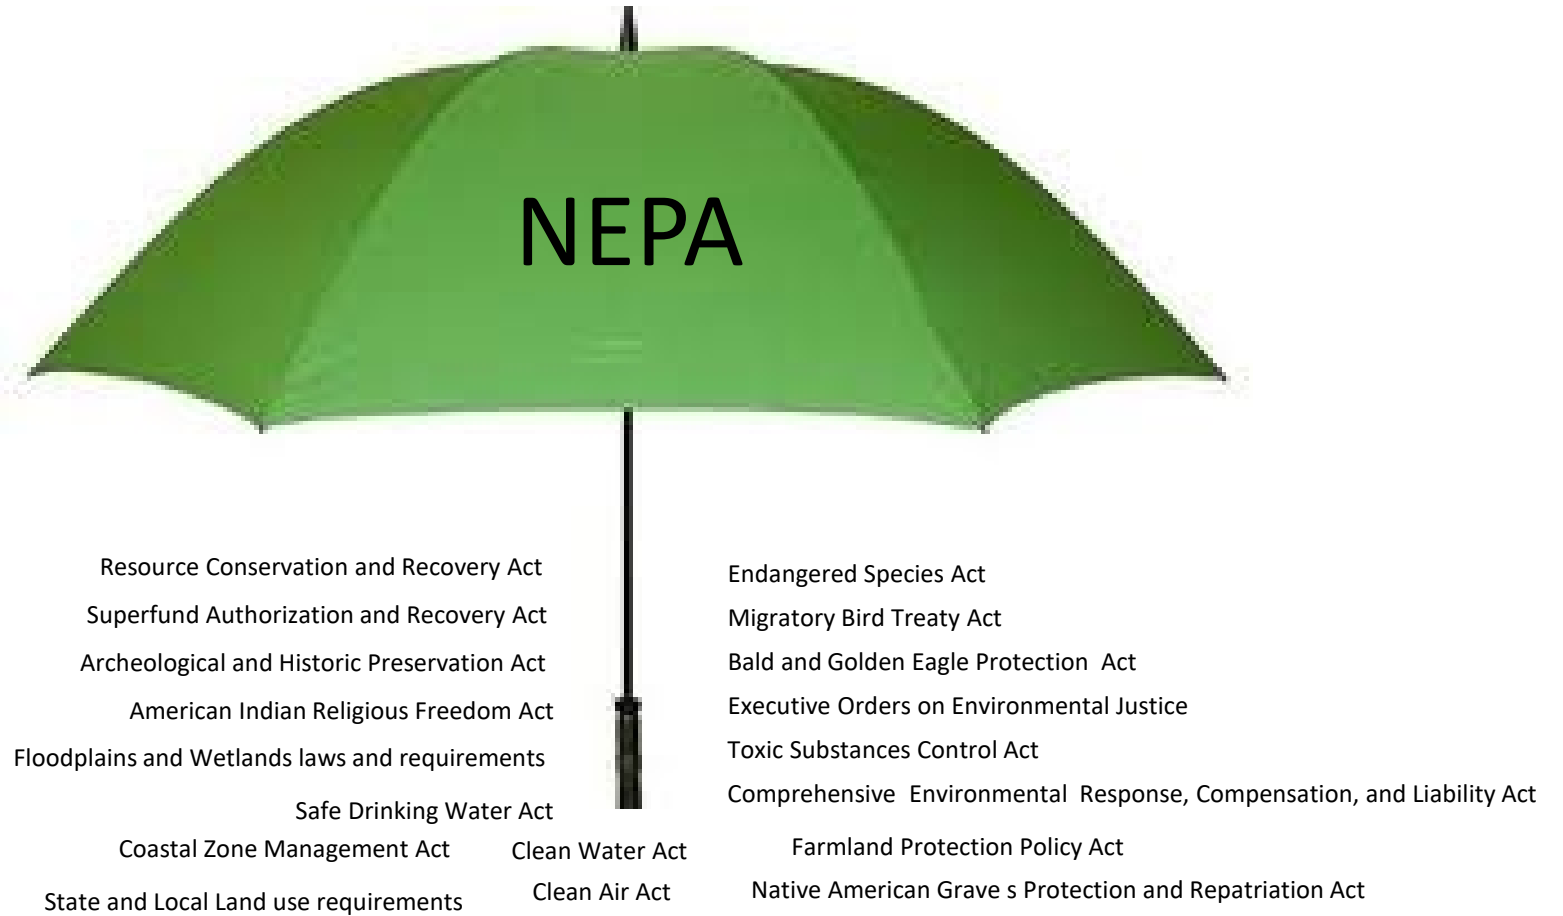 NEPA
Resource Conservation and Recovery Act
Superfund Authorization and Recovery Act
Archeological and Historic Preservation Act
American Indian Religious Freedom Act
Floodplains and Wetlands laws and requirements
Safe Drinking Water Act
Coastal Zone Management Act
State and Local Land use requirements
Clean Water Act
Clean Air Act
Endangered Species Act
Migratory Bird Treaty Act
Bald and Golden Eagle Protection  Act
Executive Orders on Environmental Justice
Toxic Substances Control Act
Comprehensive  Environmental  Response, Compensation, and Liability Act
Farmland Protection Policy Act
Native American Grave s Protection and Repatriation Act